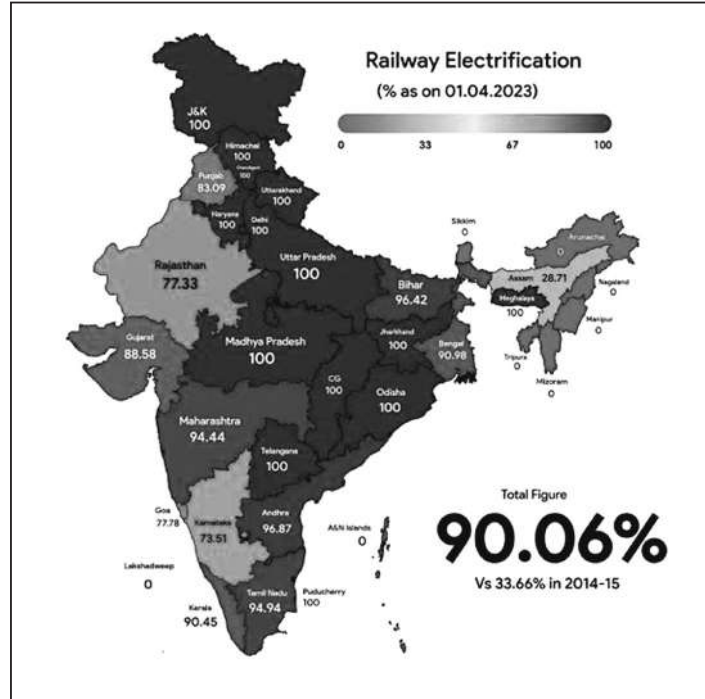 Railway Electrification
(% as on 01.04.2023)
0 33 67 100
J&K
100
Himachal
100
Chandigarh
100
Punjab
83.09
Uttarakhand
100
Haryana
100
Delhi
100
Rajasthan
77.33
Uttar Pradesh
100
Bihar
96.42
Sikkim
0
Arunachal
0
Assam 28.71
Nagaland
0
Meghalaya
100
Manipur
0
Tripura
0
Mizoram
0
Gujarat
88.58
Madhya Pradesh
100
Jharkhand
100
Bengal
90.98
CG
100
Odisha
100
Maharashtra
94.44
Telangana
100
Goa
77.78
Karnataka
73.51
Andhra
96.87
A&N Islands
0
Total Figure
90.06%
Vs 33.66% in 2014-15
Lakshadweep
0
Kerala
90.45
Tamil Nadu
94.94
Puducherry
100